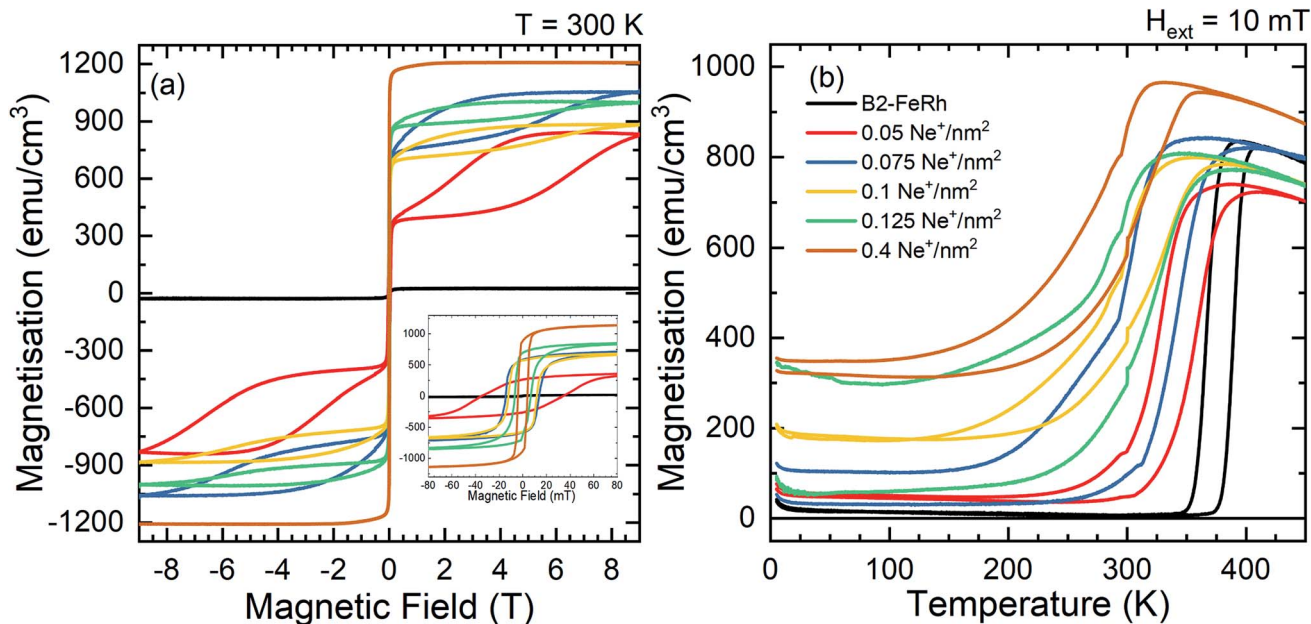 T = 300 K
(a)
1200
900
600
300
0
-300
-600
-900
-1200
Magnetisation (emu/cm³)
-8 -6 -4 -2 0 2 4 6 8
Magnetic Field (T)
1000
500
0
-500
-1000
-80 -60 -40 -20 0 20 40 60 80
Magnetic Field (mT)
H_ext = 10 mT
(b)
B2-FeRh
0.05 Ne⁺/nm²
0.075 Ne⁺/nm²
0.1 Ne⁺/nm²
0.125 Ne⁺/nm²
0.4 Ne⁺/nm²
1000
800
600
400
200
0
Magnetisation (emu/cm³)
0 100 200 300 400
Temperature (K)